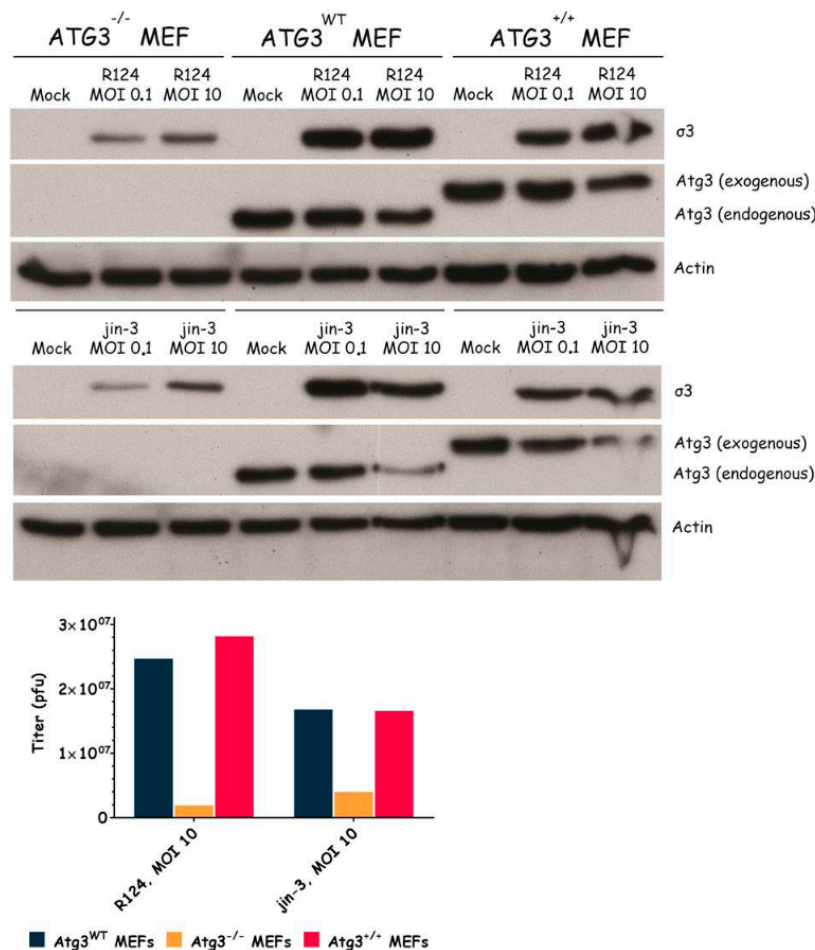 ATG3-/- MEF ATG3WT MEF ATG3+/+ MEF
Mock R124 MOI 0.1 R124 MOI 10 Mock R124 MOI 0.1 R124 MOI 10 Mock R124 MOI 0.1 R124 MOI 10
σ3
Atg3 (exogenous)
Atg3 (endogenous)
Actin
Mock jin-3 MOI 0.1 jin-3 MOI 10 Mock jin-3 MOI 0.1 jin-3 MOI 10 Mock jin-3 MOI 0.1 jin-3 MOI 10
σ3
Atg3 (exogenous)
Atg3 (endogenous)
Actin
Titer (pfu)
3×10^07
2×10^07
1×10^07
0
R124, MOI 10
jin-3, MOI 10
Atg3WT MEFs Atg3-/- MEFs Atg3+/+ MEFs